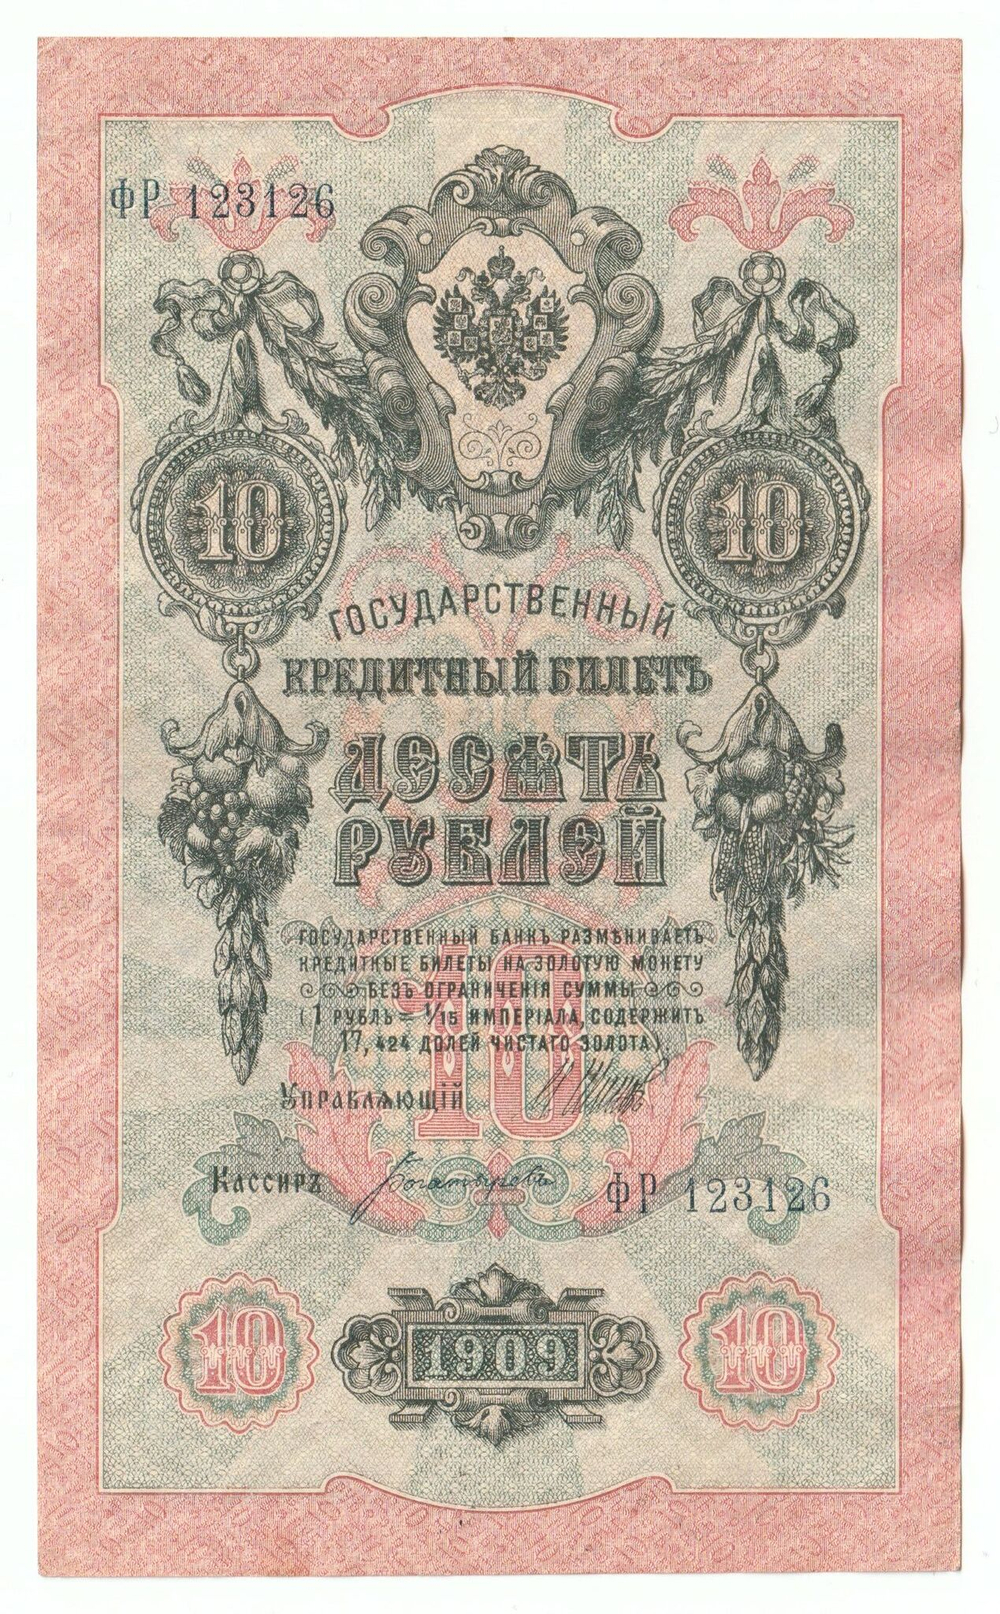 ФР 123126
10 10
ГОСУДАРСТВЕННЫЙ
КРЕДИТНЫЙ БИЛЕТЪ
ДЕСЯТЬ
РУБЛЕЙ
ГОСУДАРСТВЕННЫЙ БАНКЪ РАЗМѢНИВАЕТЪ
КРЕДИТНЫЕ БИЛЕТЫ НА ЗОЛОТУЮ МОНЕТУ
БЕЗЪ ОГРАНИЧЕНІЯ СУММЫ
(1 РУБЛЬ = 1/15 ИМПЕРІАЛА, СОДЕРЖИТЪ
17,424 ДОЛЕЙ ЧИСТАГО ЗОЛОТА).
10
УПРАВЛЯЮЩІЙ
КАССИРЪ Богатыревъ
ФР 123126
10 1909 10